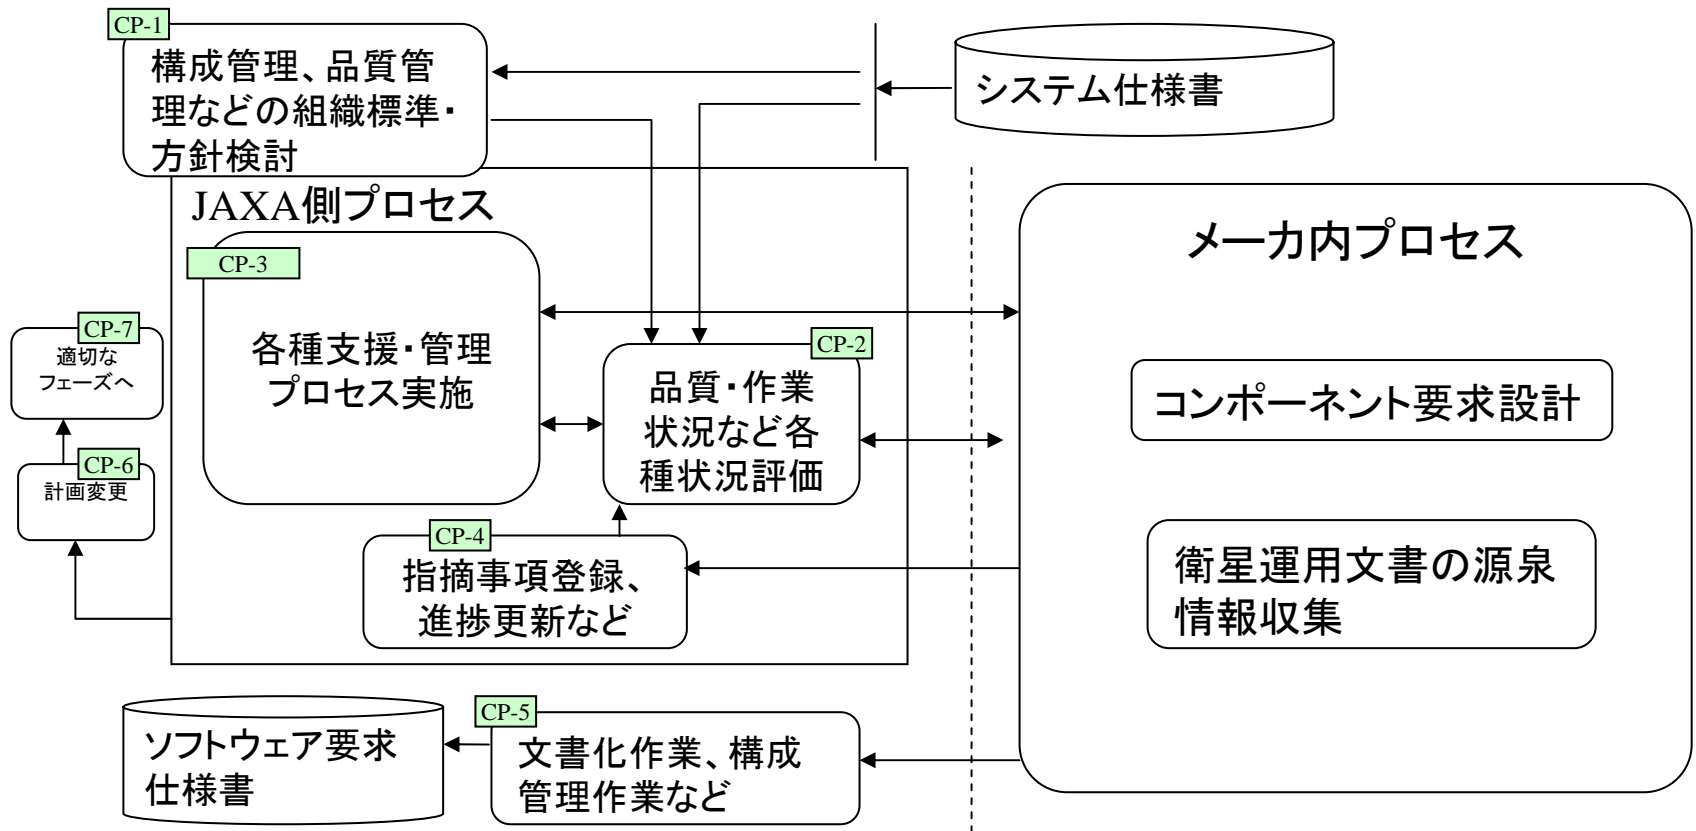 CP-1
構成管理、品質管
理などの組織標準・
方針検討
システム仕様書
JAXA側プロセス
メーカ内プロセス
CP-3
各種支援・管理
プロセス実施
CP-7
適切な
フェーズへ
CP-2
品質・作業
状況など各
種状況評価
コンポーネント要求設計
CP-6
計画変更
CP-4
指摘事項登録、
進捗更新など
衛星運用文書の源泉
情報収集
CP-5
ソフトウェア要求
仕様書
文書化作業、構成
管理作業など